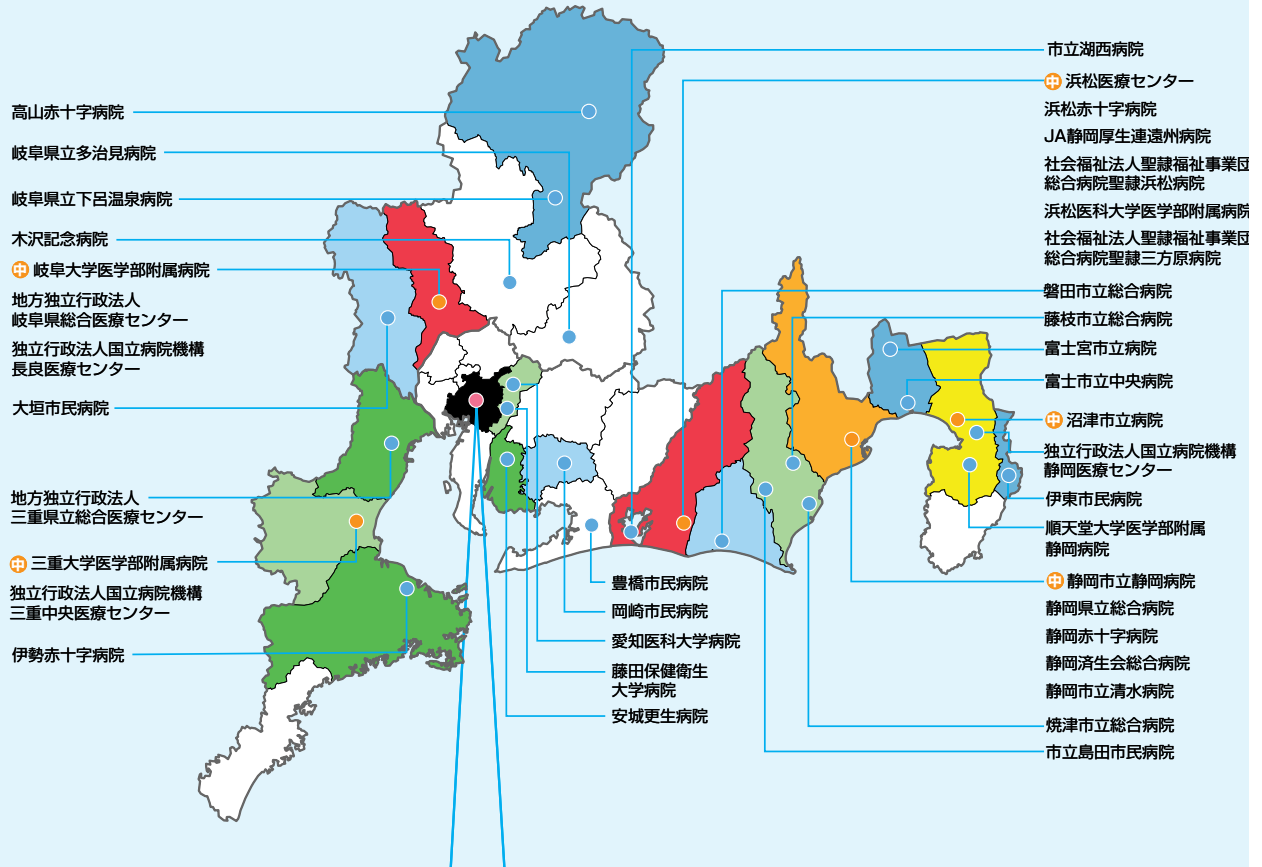 高山赤十字病院
岐阜県立多治見病院
岐阜県立下呂温泉病院
木沢記念病院
中 岐阜大学医学部附属病院
地方独立行政法人
岐阜県総合医療センター
独立行政法人国立病院機構
長良医療センター
大垣市民病院
地方独立行政法人
三重県立総合医療センター
中 三重大学医学部附属病院
独立行政法人国立病院機構
三重中央医療センター
伊勢赤十字病院
豊橋市民病院
岡崎市民病院
愛知医科大学病院
藤田保健衛生
大学病院
安城更生病院
市立湖西病院
中 浜松医療センター
浜松赤十字病院
JA静岡厚生連遠州病院
社会福祉法人聖隷福祉事業団
総合病院聖隷浜松病院
浜松医科大学医学部附属病院
社会福祉法人聖隷福祉事業団
総合病院聖隷三方原病院
磐田市立総合病院
藤枝市立総合病院
富士宮市立病院
富士市立中央病院
中 沼津市立病院
独立行政法人国立病院機構
静岡医療センター
伊東市民病院
順天堂大学医学部附属
静岡病院
中 静岡市立静岡病院
静岡県立総合病院
静岡赤十字病院
静岡済生会総合病院
静岡市立清水病院
焼津市立総合病院
市立島田市民病院